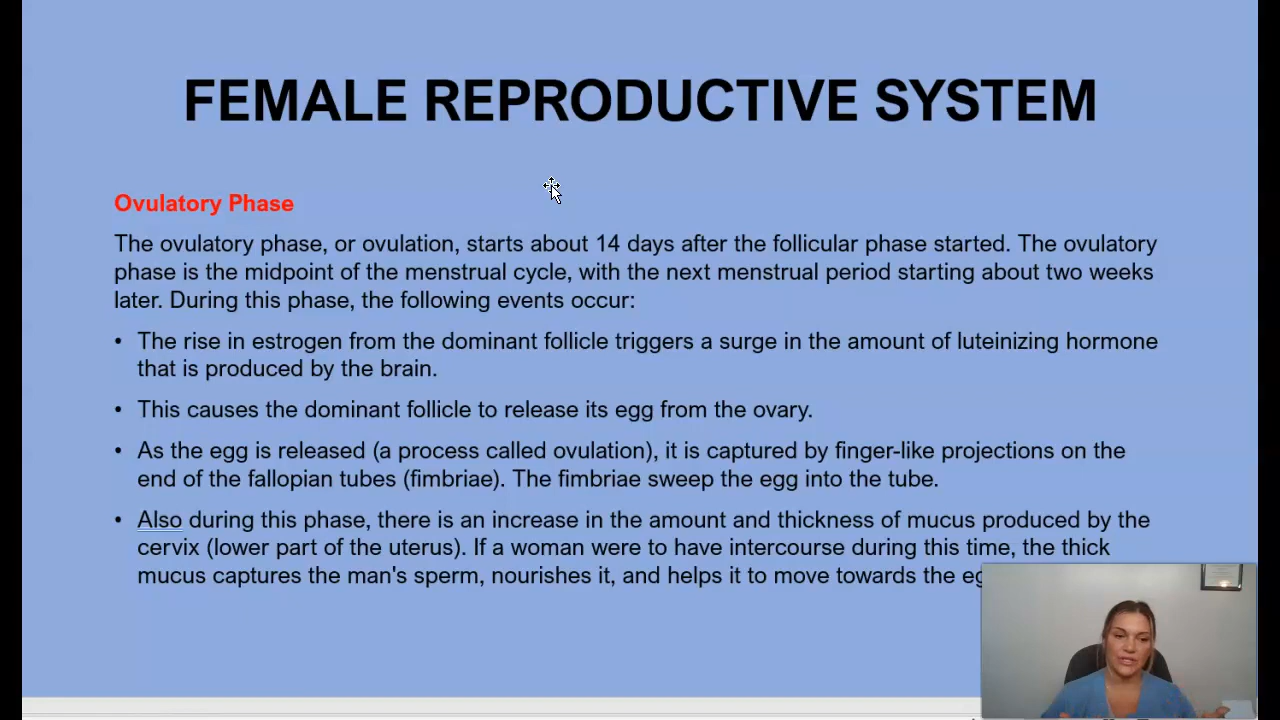 FEMALE REPRODUCTIVE SYSTEM
Ovulatory Phase
The ovulatory phase, or ovulation, starts about 14 days after the follicular phase started. The ovulatory
phase is the midpoint of the menstrual cycle, with the next menstrual period starting about two weeks
later. During this phase, the following events occur:
• The rise in estrogen from the dominant follicle triggers a surge in the amount of luteinizing hormone
that is produced by the brain.
• This causes the dominant follicle to release its egg from the ovary.
• As the egg is released (a process called ovulation), it is captured by finger-like projections on the
end of the fallopian tubes (fimbriae). The fimbriae sweep the egg into the tube.
• Also during this phase, there is an increase in the amount and thickness of mucus produced by the
cervix (lower part of the uterus). If a woman were to have intercourse during this time, the thick
mucus captures the man's sperm, nourishes it, and helps it to move towards the